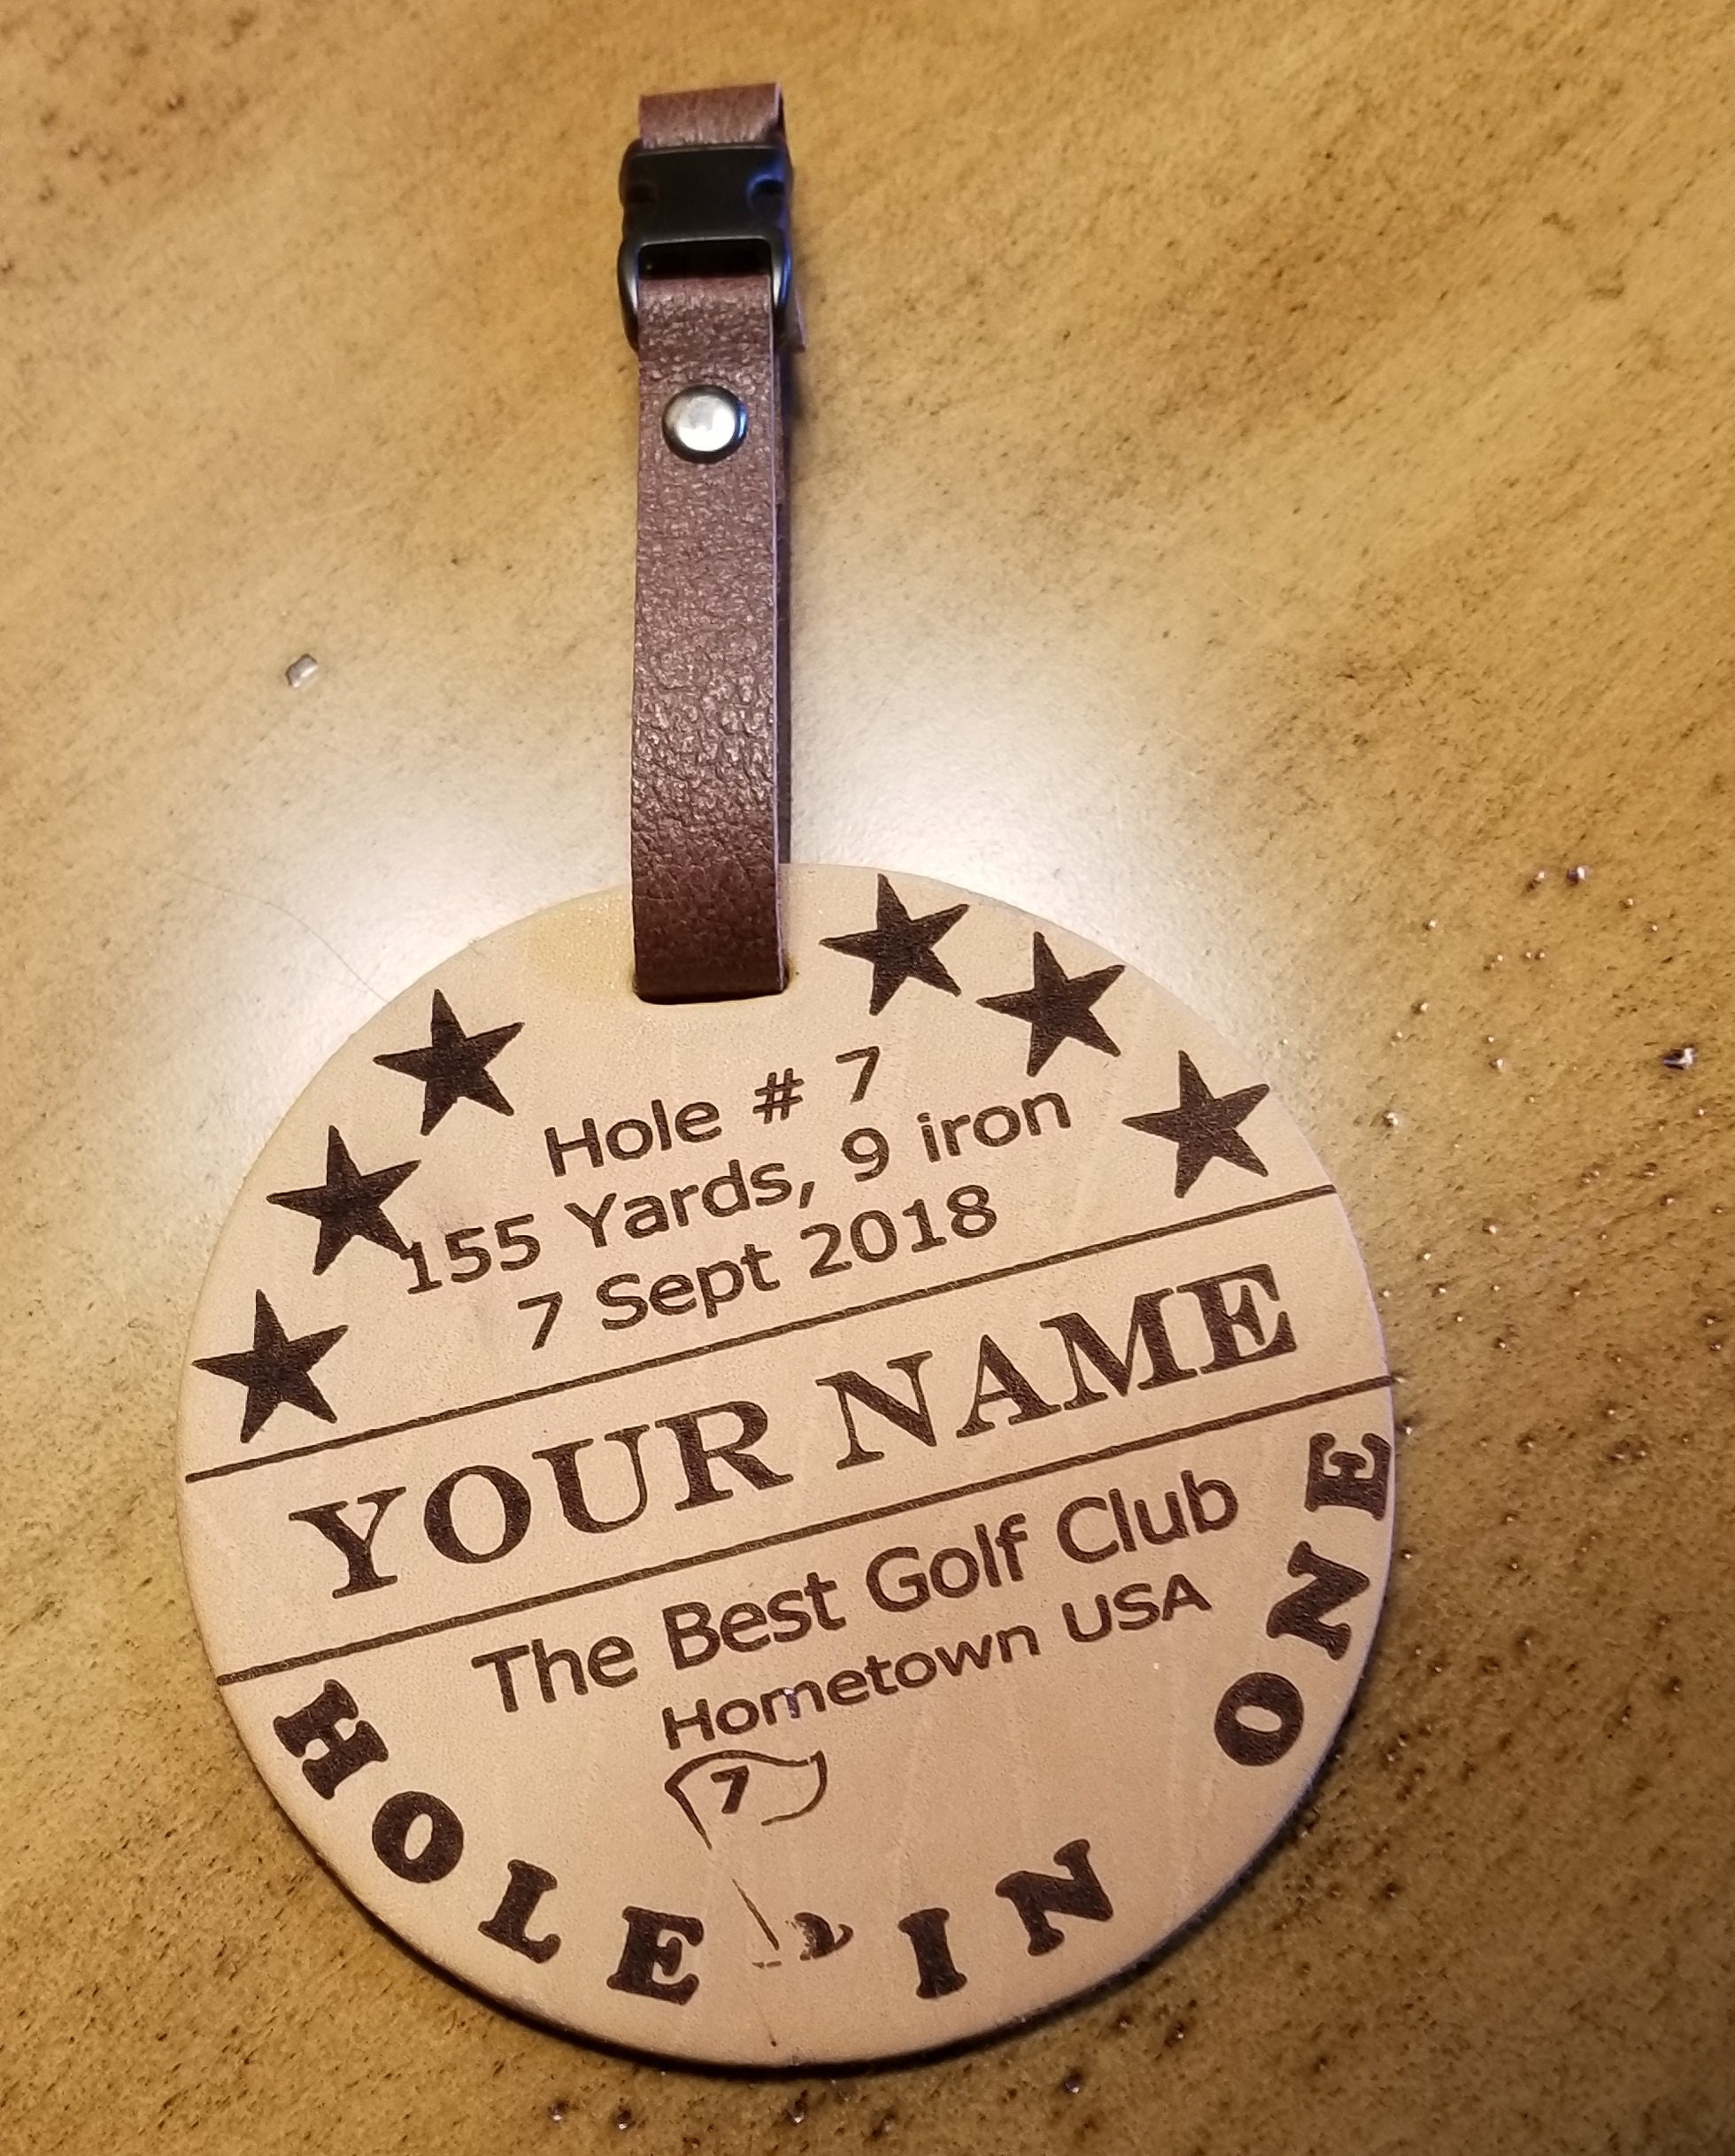 Hole # 7
155 Yards, 9 iron
7 Sept 2018
YOUR NAME
The Best Golf Club
Hometown USA
7
HOLE IN ONE